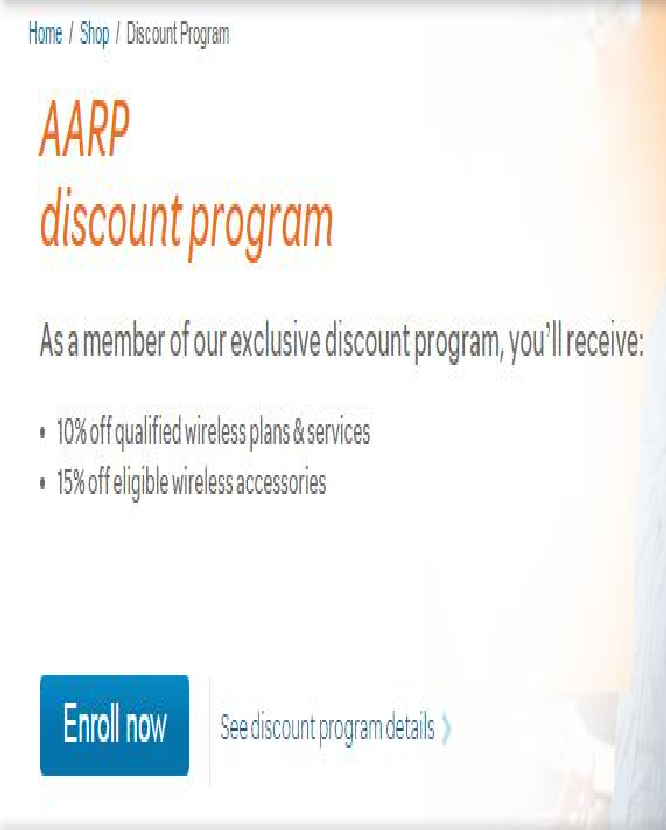 Home / Shop / Discount Program
AARP
discount program
As a member of our exclusive discount program, you'll receive:
• 10% off qualified wireless plans & services
• 15% off eligible wireless accessories
Enroll now
See discount program details ›